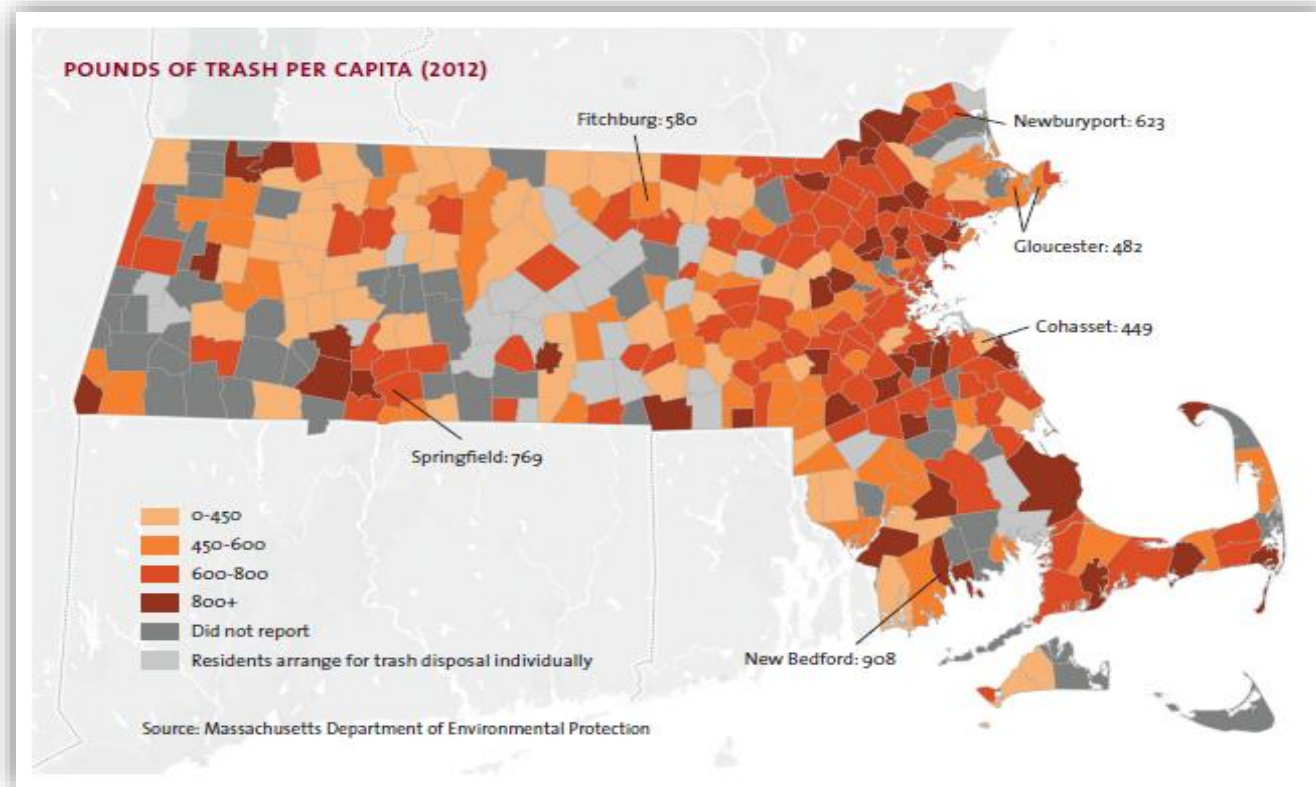 POUNDS OF TRASH PER CAPITA (2012)
Fitchburg: 580
Newburyport: 623
Gloucester: 482
Cohasset: 449
Springfield: 769
0-450
450-600
600-800
800+
Did not report
Residents arrange for trash disposal individually
New Bedford: 908
Source: Massachusetts Department of Environmental Protection